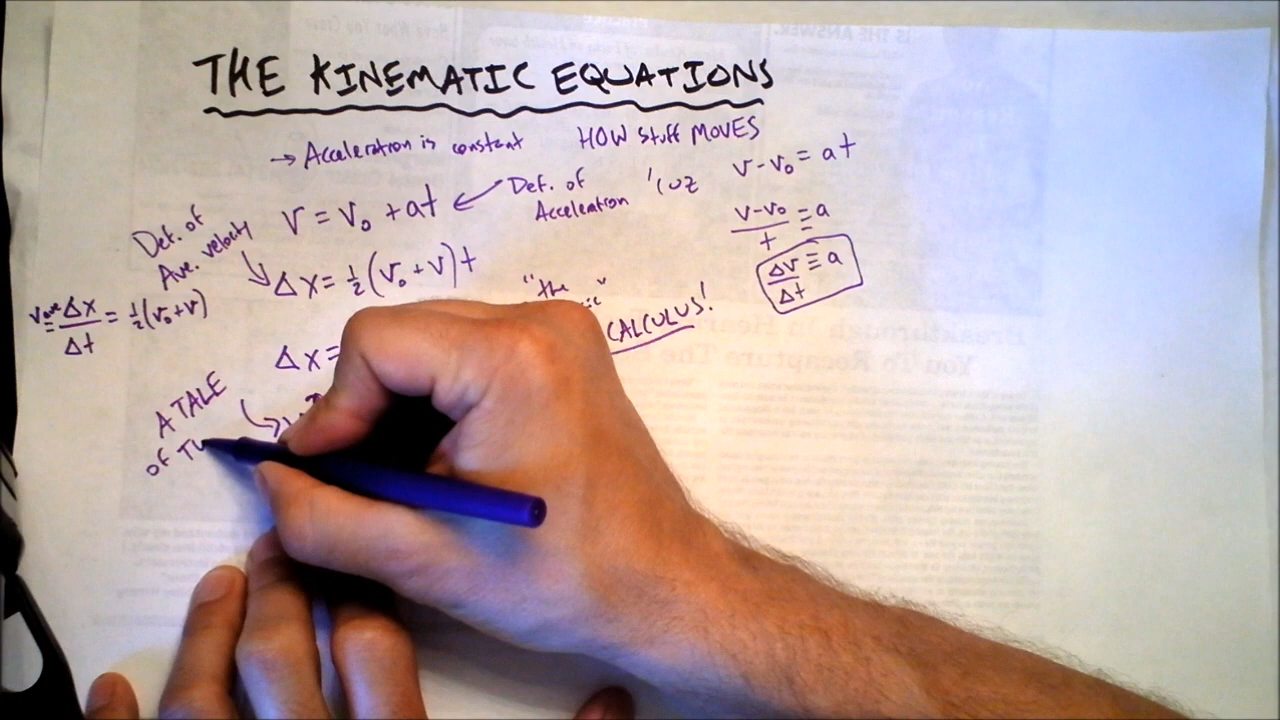 THE KINEMATIC EQUATIONS
→ Acceleration is constant HOW Stuff MOVES
v = v₀ + at
Def. of
Acceleration
'cuz
v-v₀ = at
v-v₀/t ≡ a
Δv/Δt ≡ a
Def. of
Ave. velocity
Δx = ½(v₀+v)t
vave ≡ Δx/Δt = ½(v₀+v)
"the
CALCULUS!
Δx=
A TALE
OF